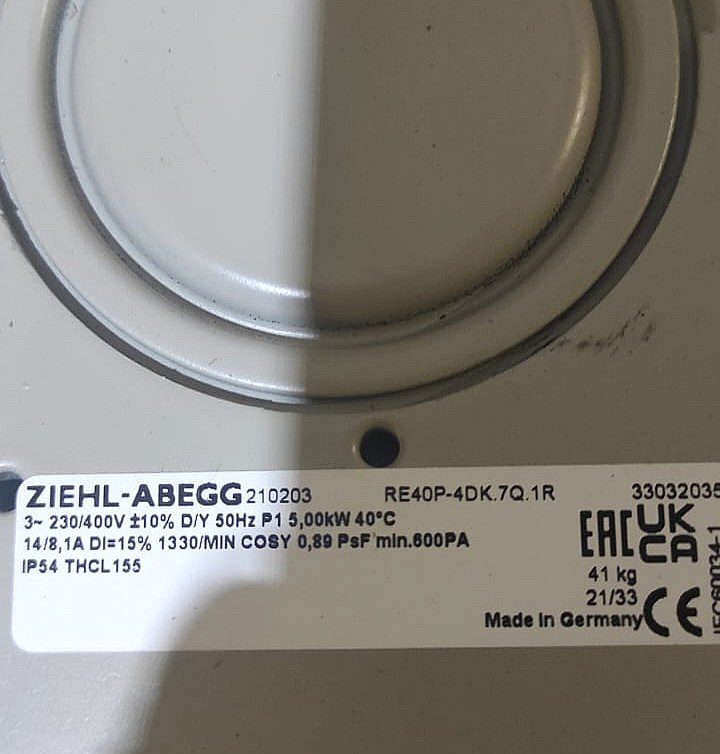 ZIEHL-ABEGG 210203 RE40P-4DK.7Q.1R 33032035
3~ 230/400V ±10% D/Y 50Hz P1 5,00kW 40°C
14/8,1A DI=15% 1330/MIN COSY 0,89 PsF min.600PA
IP54 THCL155
EAC UK CA
41 kg
21/33
Made in Germany CE
IEC60034-1